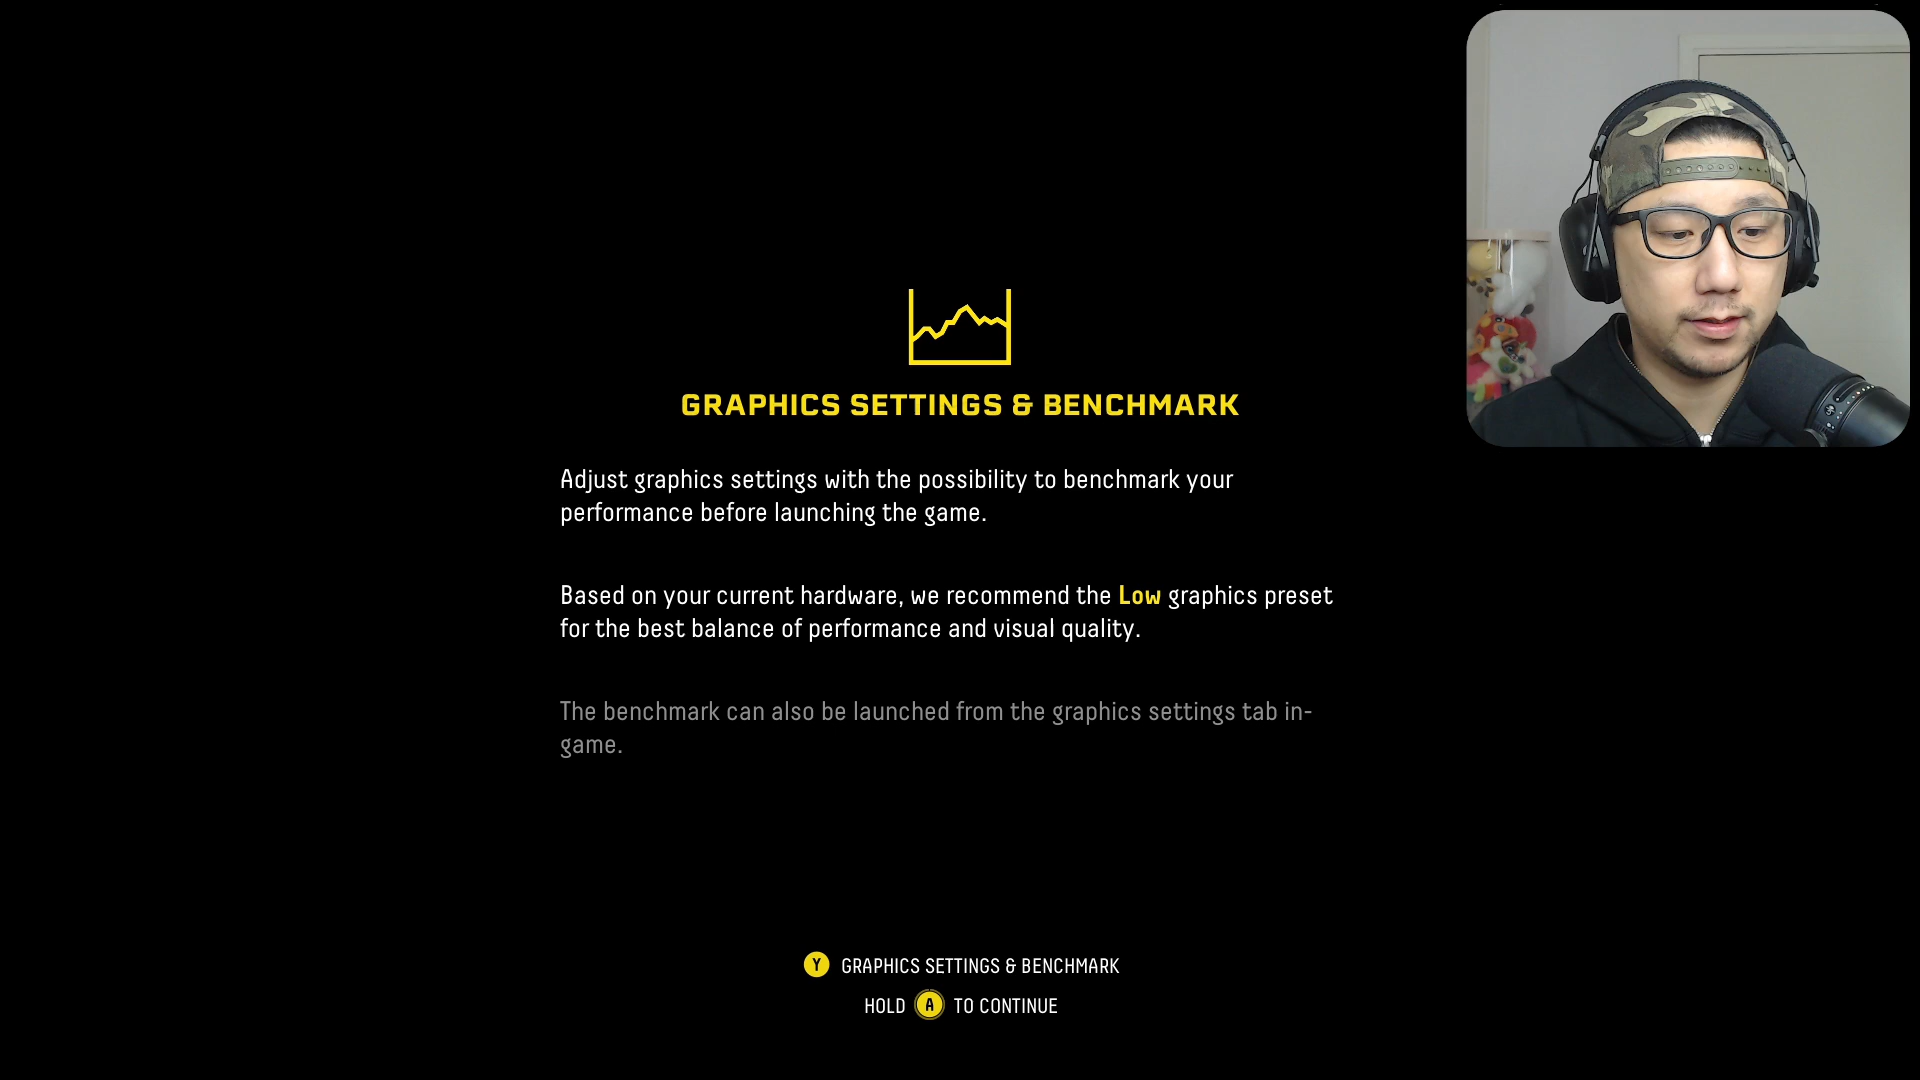 GRAPHICS SETTINGS & BENCHMARK
Adjust graphics settings with the possibility to benchmark your
performance before launching the game.
Based on your current hardware, we recommend the Low graphics preset
for the best balance of performance and visual quality.
The benchmark can also be launched from the graphics settings tab in-
game.
Y GRAPHICS SETTINGS & BENCHMARK
HOLD A TO CONTINUE